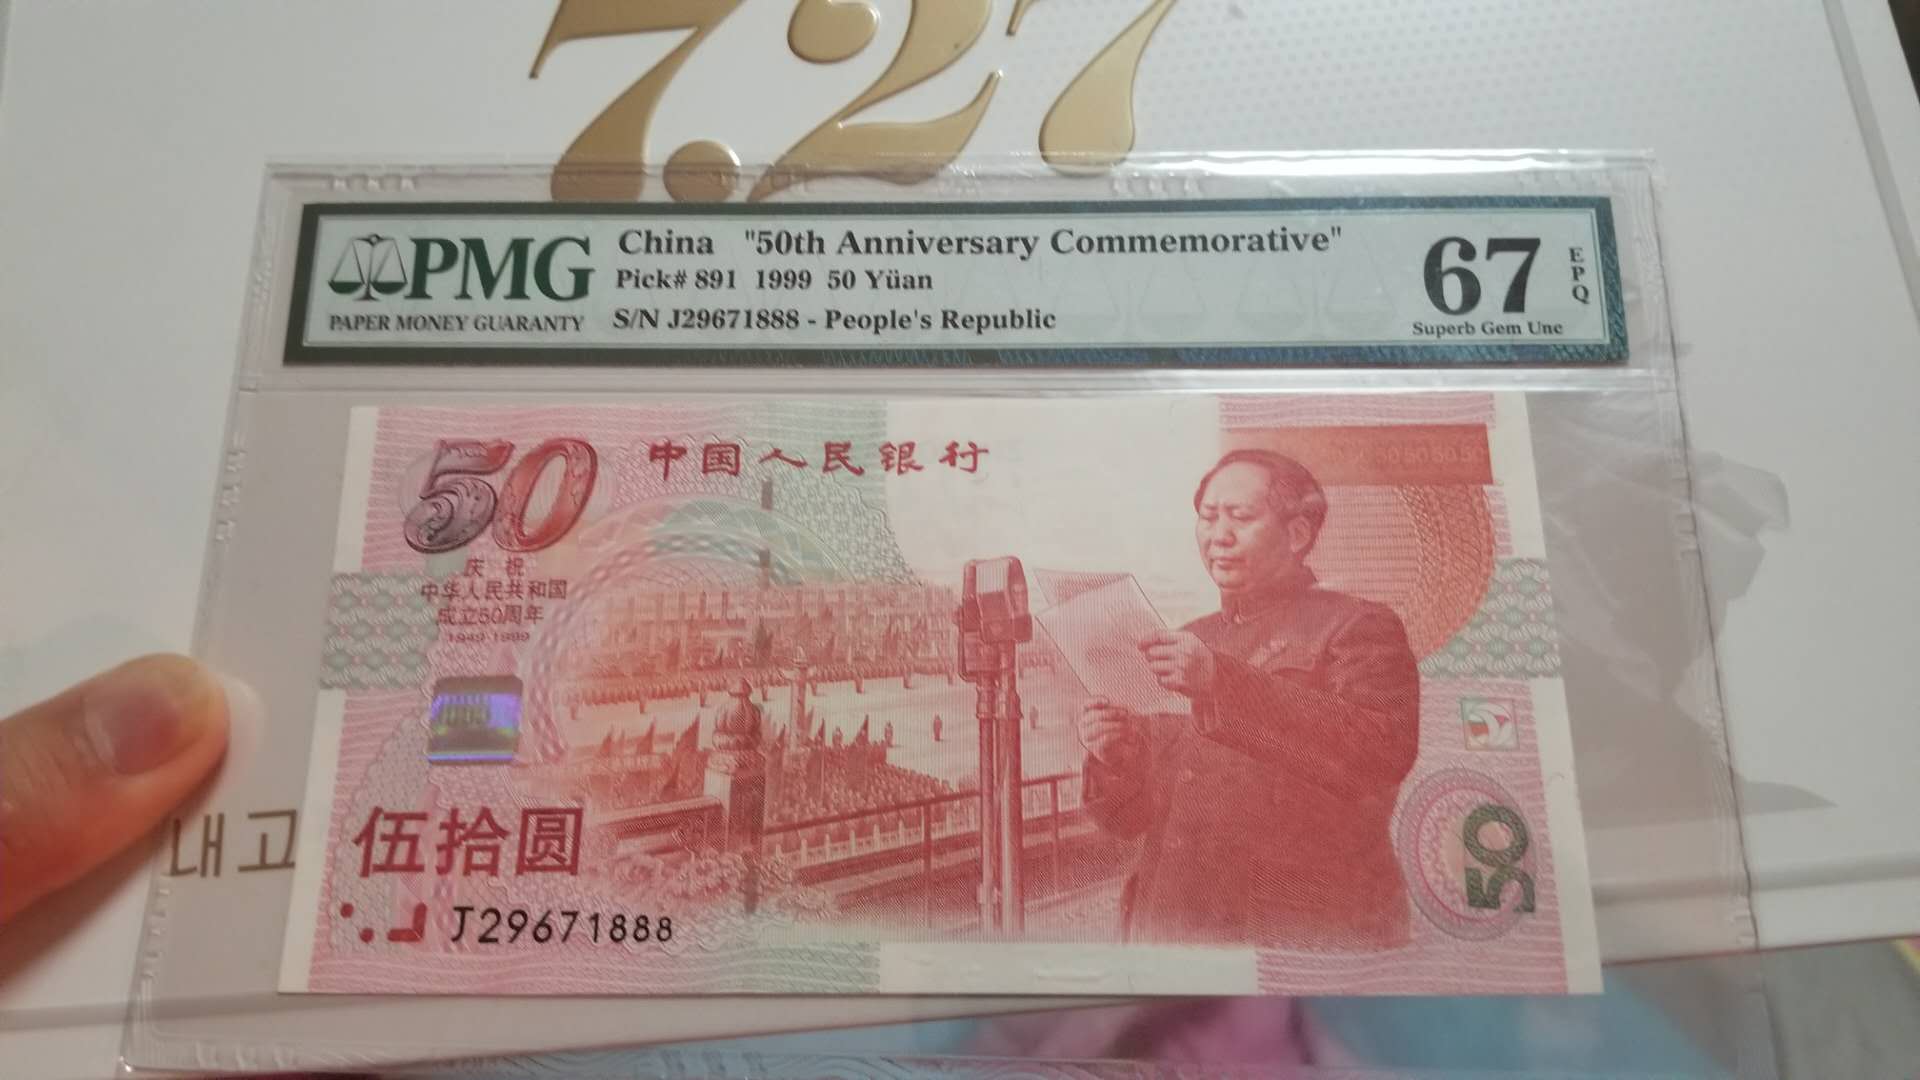 7.27
PMG
PAPER MONEY GUARANTY
China "50th Anniversary Commemorative"
Pick# 891 1999 50 Yüan
S/N J29671888 - People's Republic
67
EPQ
Superb Gem Unc
50
中国人民银行
庆祝
中华人民共和国
成立50周年
1949-1999
伍拾圆
J29671888
50
내고